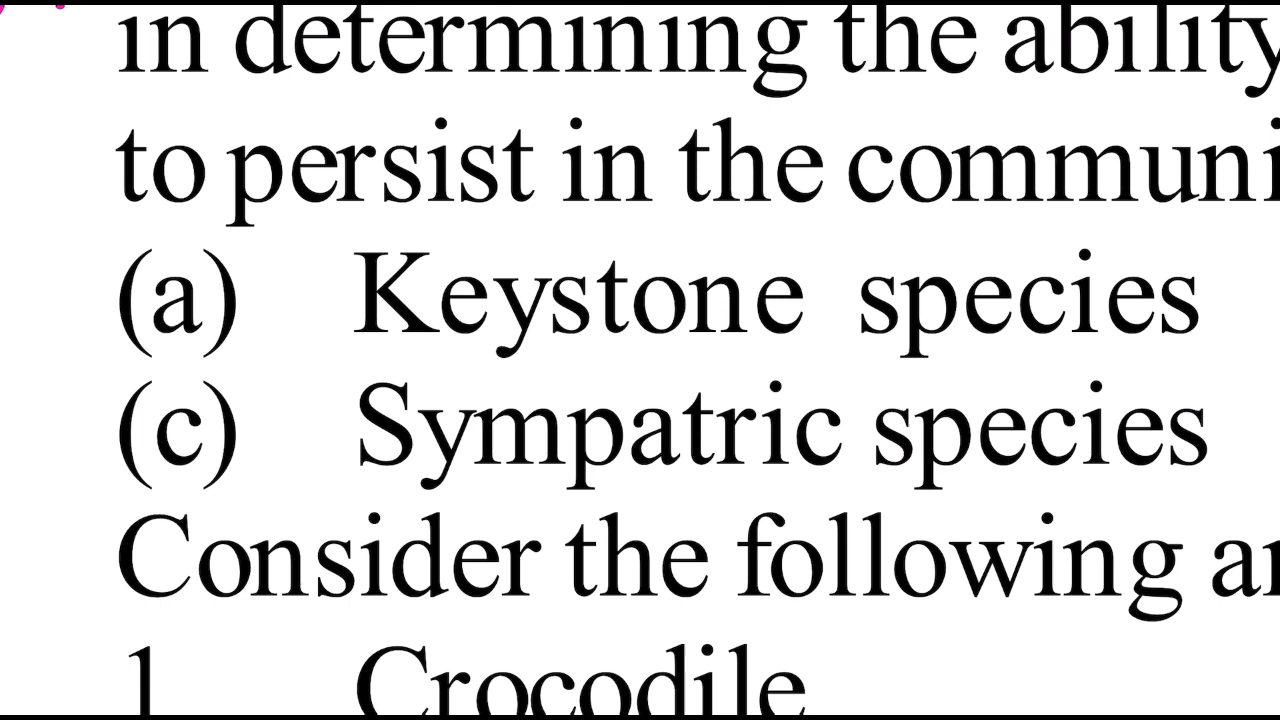 in determining the ability
to persist in the communi
(a) Keystone species
(c) Sympatric species
Consider the following a
1 Crocodile